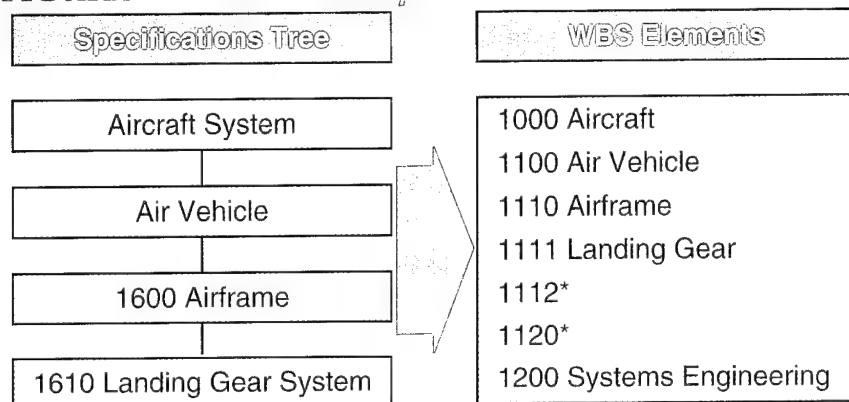 Specifications Tree
WBS Elements
Aircraft System
Air Vehicle
1600 Airframe
1610 Landing Gear System
1000 Aircraft
1100 Air Vehicle
1110 Airframe
1111 Landing Gear
1112*
1120*
1200 Systems Engineering